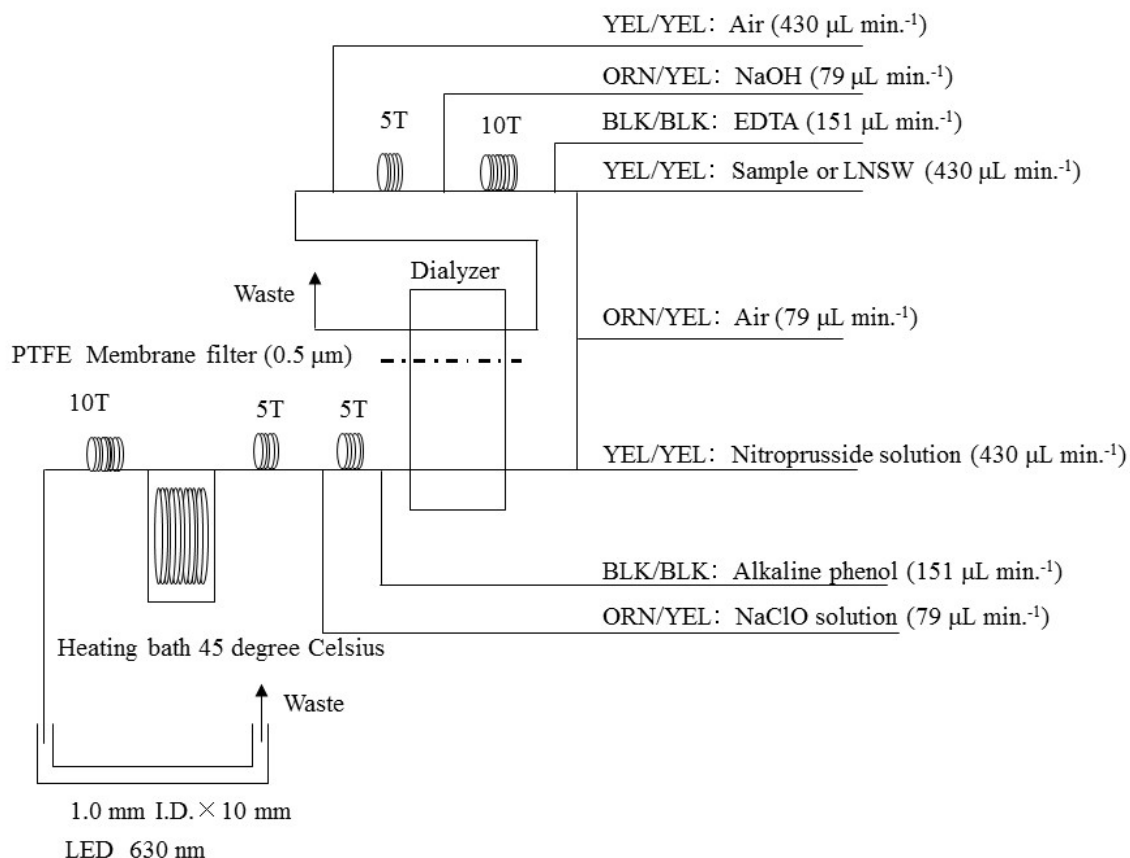 YEL/YEL: Air (430 μL min.-1)
ORN/YEL: NaOH (79 μL min.-1)
5T
10T
BLK/BLK: EDTA (151 μL min.-1)
YEL/YEL: Sample or LNSW (430 μL min.-1)
Dialyzer
Waste
ORN/YEL: Air (79 μL min.-1)
PTFE Membrane filter (0.5 μm)
10T
5T
5T
YEL/YEL: Nitroprusside solution (430 μL min.-1)
BLK/BLK: Alkaline phenol (151 μL min.-1)
ORN/YEL: NaClO solution (79 μL min.-1)
Heating bath 45 degree Celsius
Waste
1.0 mm I.D.×10 mm
LED 630 nm